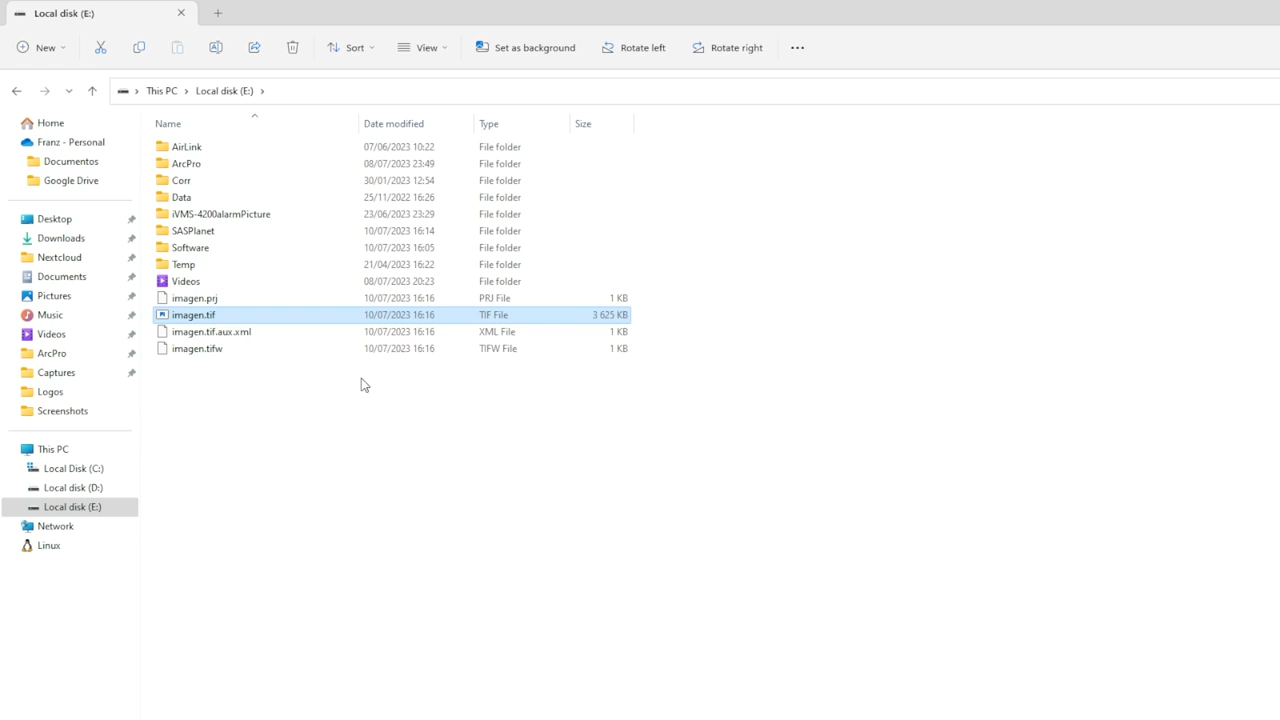 Local disk (E:)
New Sort View Set as background Rotate left Rotate right
This PC Local disk (E:)
Home
Franz - Personal
Documentos
Google Drive
Desktop
Downloads
Nextcloud
Documents
Pictures
Music
Videos
ArcPro
Captures
Logos
Screenshots
This PC
Local Disk (C:)
Local disk (D:)
Local disk (E:)
Network
Linux
Name Date modified Type Size
AirLink 07/06/2023 10:22 File folder
ArcPro 08/07/2023 23:49 File folder
Corr 30/01/2023 12:54 File folder
Data 25/11/2022 16:26 File folder
iVMS-4200alarmPicture 23/06/2023 23:29 File folder
SASPlanet 10/07/2023 16:14 File folder
Software 10/07/2023 16:05 File folder
Temp 21/04/2023 16:22 File folder
Videos 08/07/2023 20:23 File folder
imagen.prj 10/07/2023 16:16 PRJ File 1 KB
imagen.tif 10/07/2023 16:16 TIF File 3 625 KB
imagen.tif.aux.xml 10/07/2023 16:16 XML File 1 KB
imagen.tifw 10/07/2023 16:16 TIFW File 1 KB